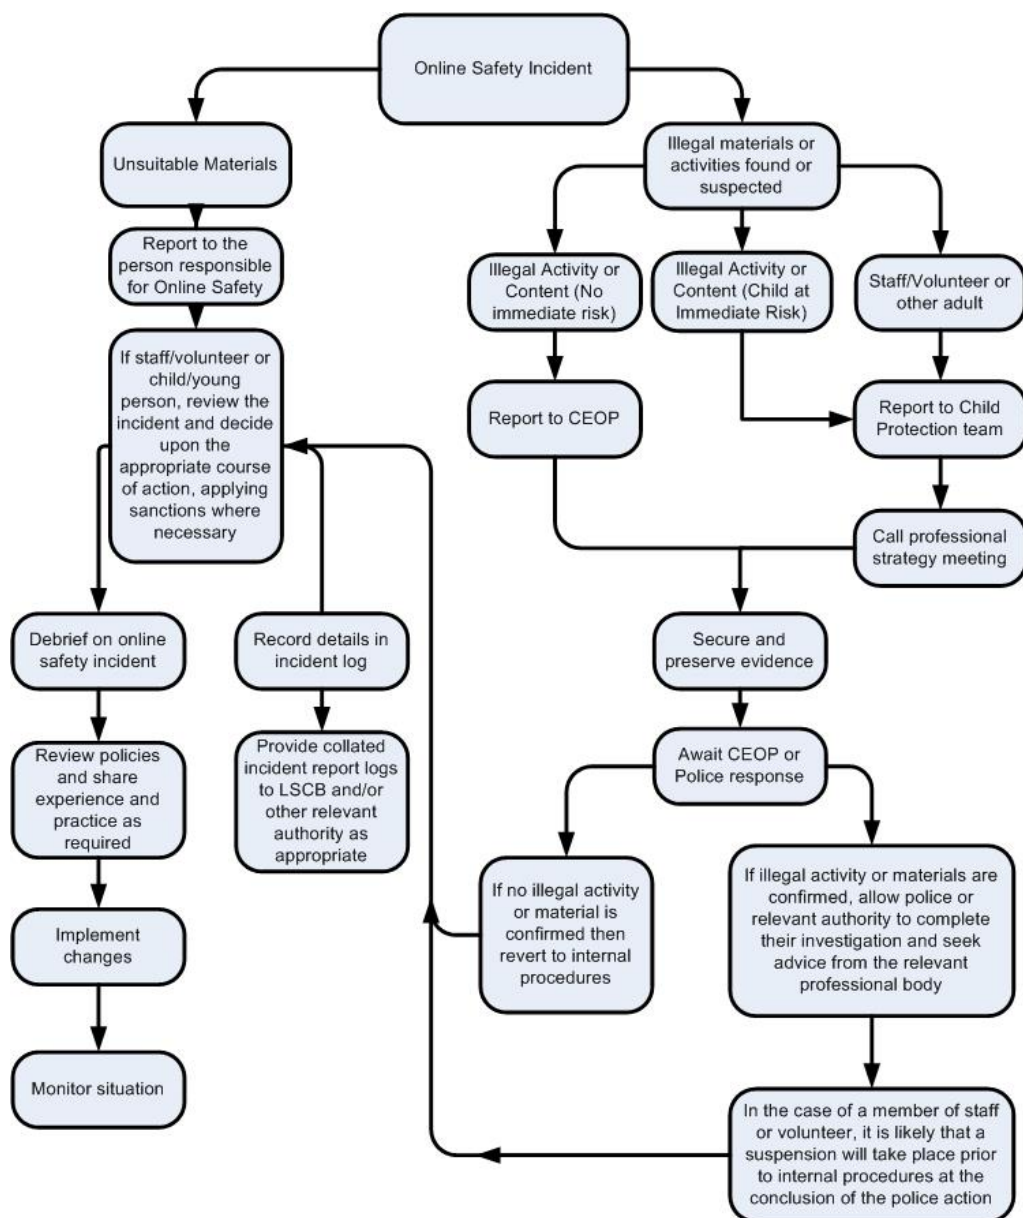 Online Safety Incident
Unsuitable Materials
Report to the
person responsible
for Online Safety
If staff/volunteer or
child/young
person, review the
incident and decide
upon the
appropriate course
of action, applying
sanctions where
necessary
Debrief on online
safety incident
Review policies
and share
experience and
practice as
required
Implement
changes
Monitor situation
Record details in
incident log
Provide collated
incident report logs
to LSCB and/or
other relevant
authority as
appropriate
Illegal materials or
activities found or
suspected
Illegal Activity or
Content (No
immediate risk)
Report to CEOP
Illegal Activity or
Content (Child at
Immediate Risk)
Staff/Volunteer or
other adult
Report to Child
Protection team
Call professional
strategy meeting
Secure and
preserve evidence
Await CEOP or
Police response
If no illegal activity
or material is
confirmed then
revert to internal
procedures
If illegal activity or materials are
confirmed, allow police or
relevant authority to complete
their investigation and seek
advice from the relevant
professional body
In the case of a member of staff
or volunteer, it is likely that a
suspension will take place prior
to internal procedures at the
conclusion of the police action